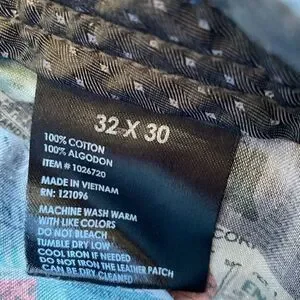 32 X 30
100% COTTON
100% ALGODON
ITEM # 1026720
MADE IN VIETNAM
RN: 121096
MACHINE WASH WARM
WITH LIKE COLORS
DO NOT BLEACH
TUMBLE DRY LOW
COOL IRON IF NEEDED
DO NOT IRON THE LEATHER PATCH
CAN BE DRY CLEANED